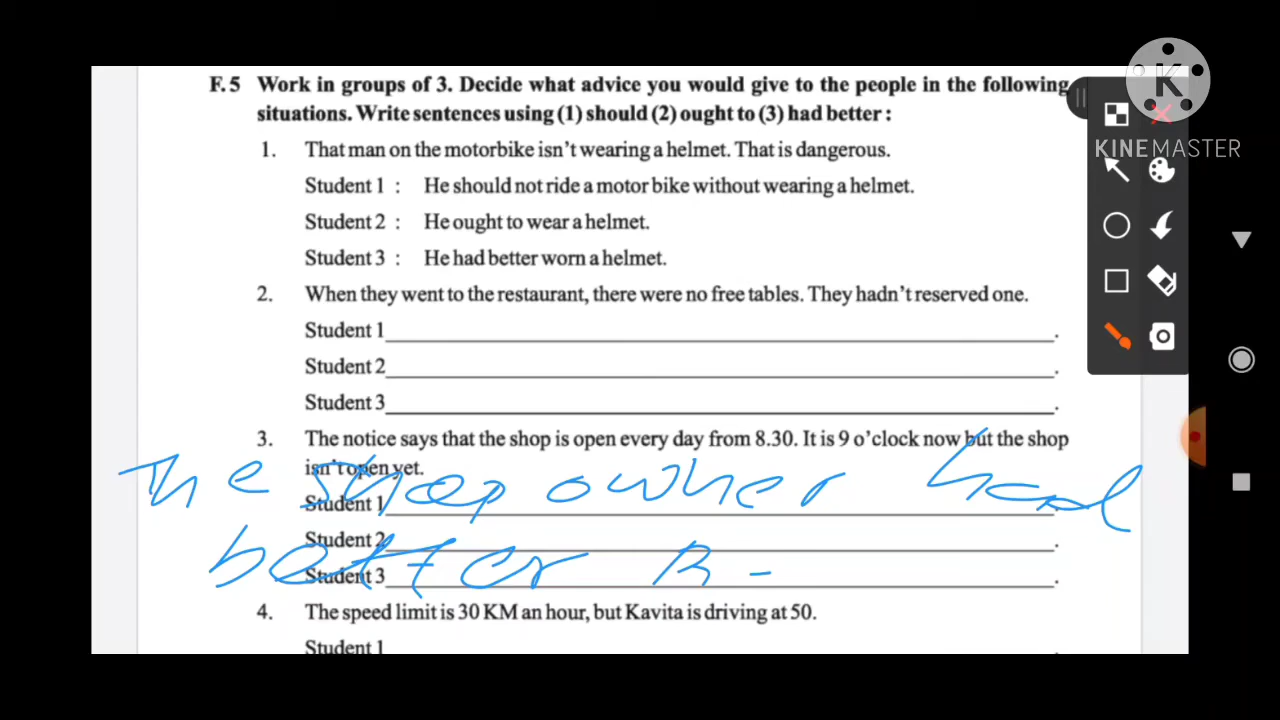 F.5 Work in groups of 3. Decide what advice you would give to the people in the following
situations. Write sentences using (1) should (2) ought to (3) had better :
1. That man on the motorbike isn't wearing a helmet. That is dangerous.
Student 1 : He should not ride a motor bike without wearing a helmet.
Student 2 : He ought to wear a helmet.
Student 3 : He had better worn a helmet.
2. When they went to the restaurant, there were no free tables. They hadn't reserved one.
Student 1
Student 2
Student 3
3. The notice says that the shop is open every day from 8.30. It is 9 o'clock now but the shop
isn't open yet.
The shop owner had
Student 1
Student 2
better
Student 3
4. The speed limit is 30 KM an hour, but Kavita is driving at 50.
Student 1
K
KINEMASTER